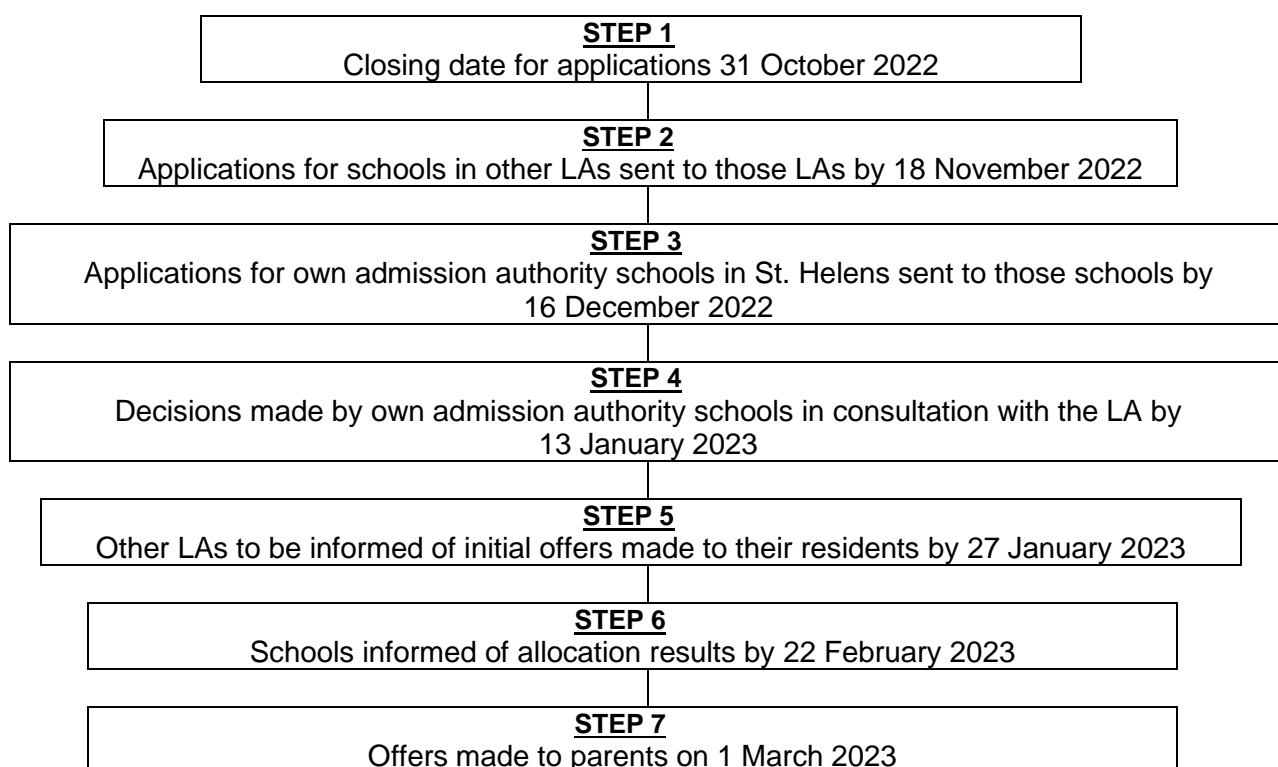 STEP 1
Closing date for applications 31 October 2022
STEP 2
Applications for schools in other LAs sent to those LAs by 18 November 2022
STEP 3
Applications for own admission authority schools in St. Helens sent to those schools by
16 December 2022
STEP 4
Decisions made by own admission authority schools in consultation with the LA by
13 January 2023
STEP 5
Other LAs to be informed of initial offers made to their residents by 27 January 2023
STEP 6
Schools informed of allocation results by 22 February 2023
STEP 7
Offers made to parents on 1 March 2023